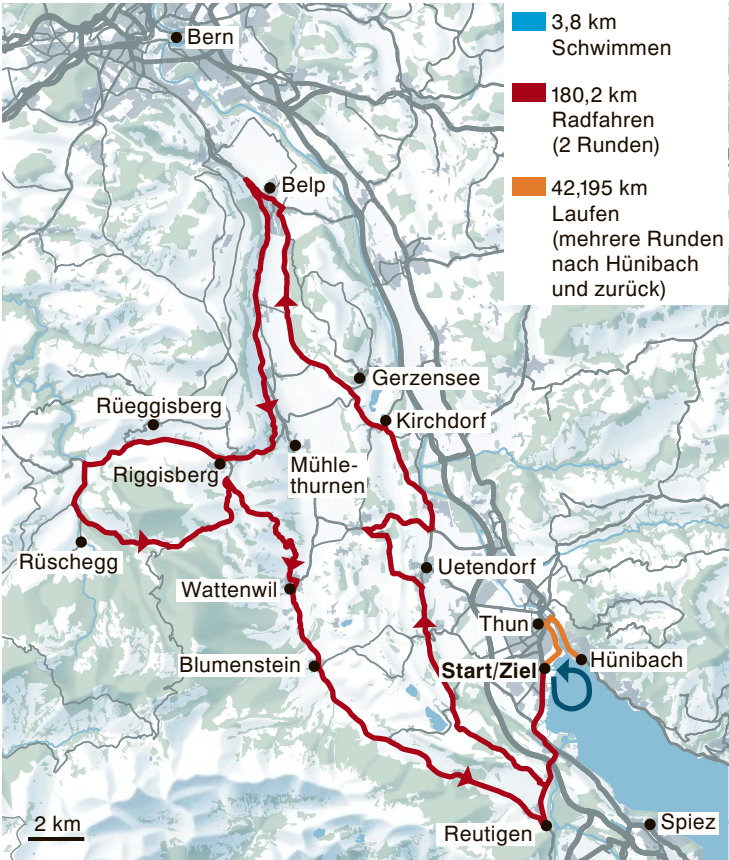 Bern
3,8 km
Schwimmen
180,2 km
Radfahren
(2 Runden)
42,195 km
Laufen
(mehrere Runden
nach Hünibach
und zurück)
Belp
Gerzensee
Rüeggisberg
Kirchdorf
Riggisberg
Mühle-
thurnen
Rüschegg
Uetendorf
Wattenwil
Thun
Blumenstein
Start/Ziel
Hünibach
2 km
Reutigen
Spiez